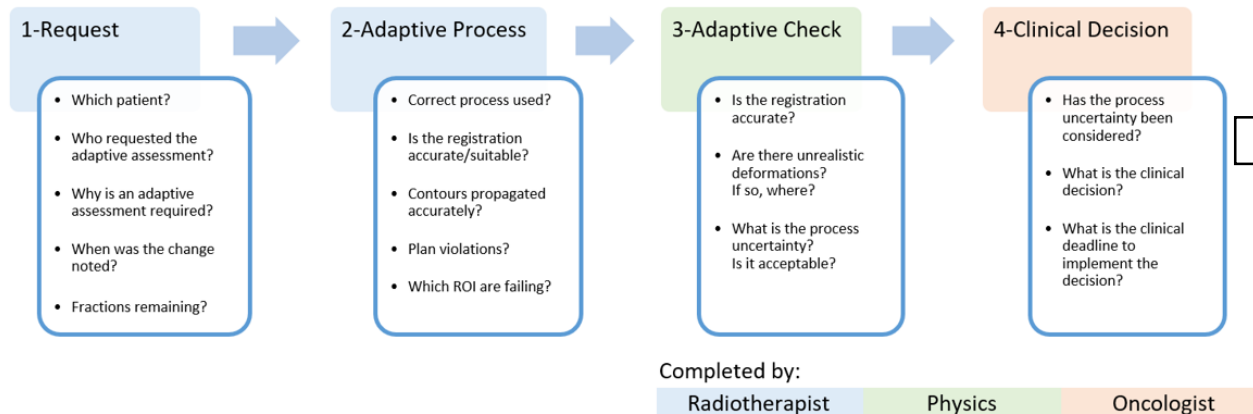 1-Request
• Which patient?
• Who requested the
adaptive assessment?
• Why is an adaptive
assessment required?
• When was the change
noted?
• Fractions remaining?
2-Adaptive Process
• Correct process used?
• Is the registration
accurate/suitable?
• Contours propagated
accurately?
• Plan violations?
• Which ROI are failing?
3-Adaptive Check
• Is the registration
accurate?
• Are there unrealistic
deformations?
If so, where?
• What is the process
uncertainty?
Is it acceptable?
4-Clinical Decision
• Has the process
uncertainty been
considered?
• What is the clinical
decision?
• What is the clinical
deadline to
implement the
decision?
Completed by:
Radiotherapist
Physics
Oncologist